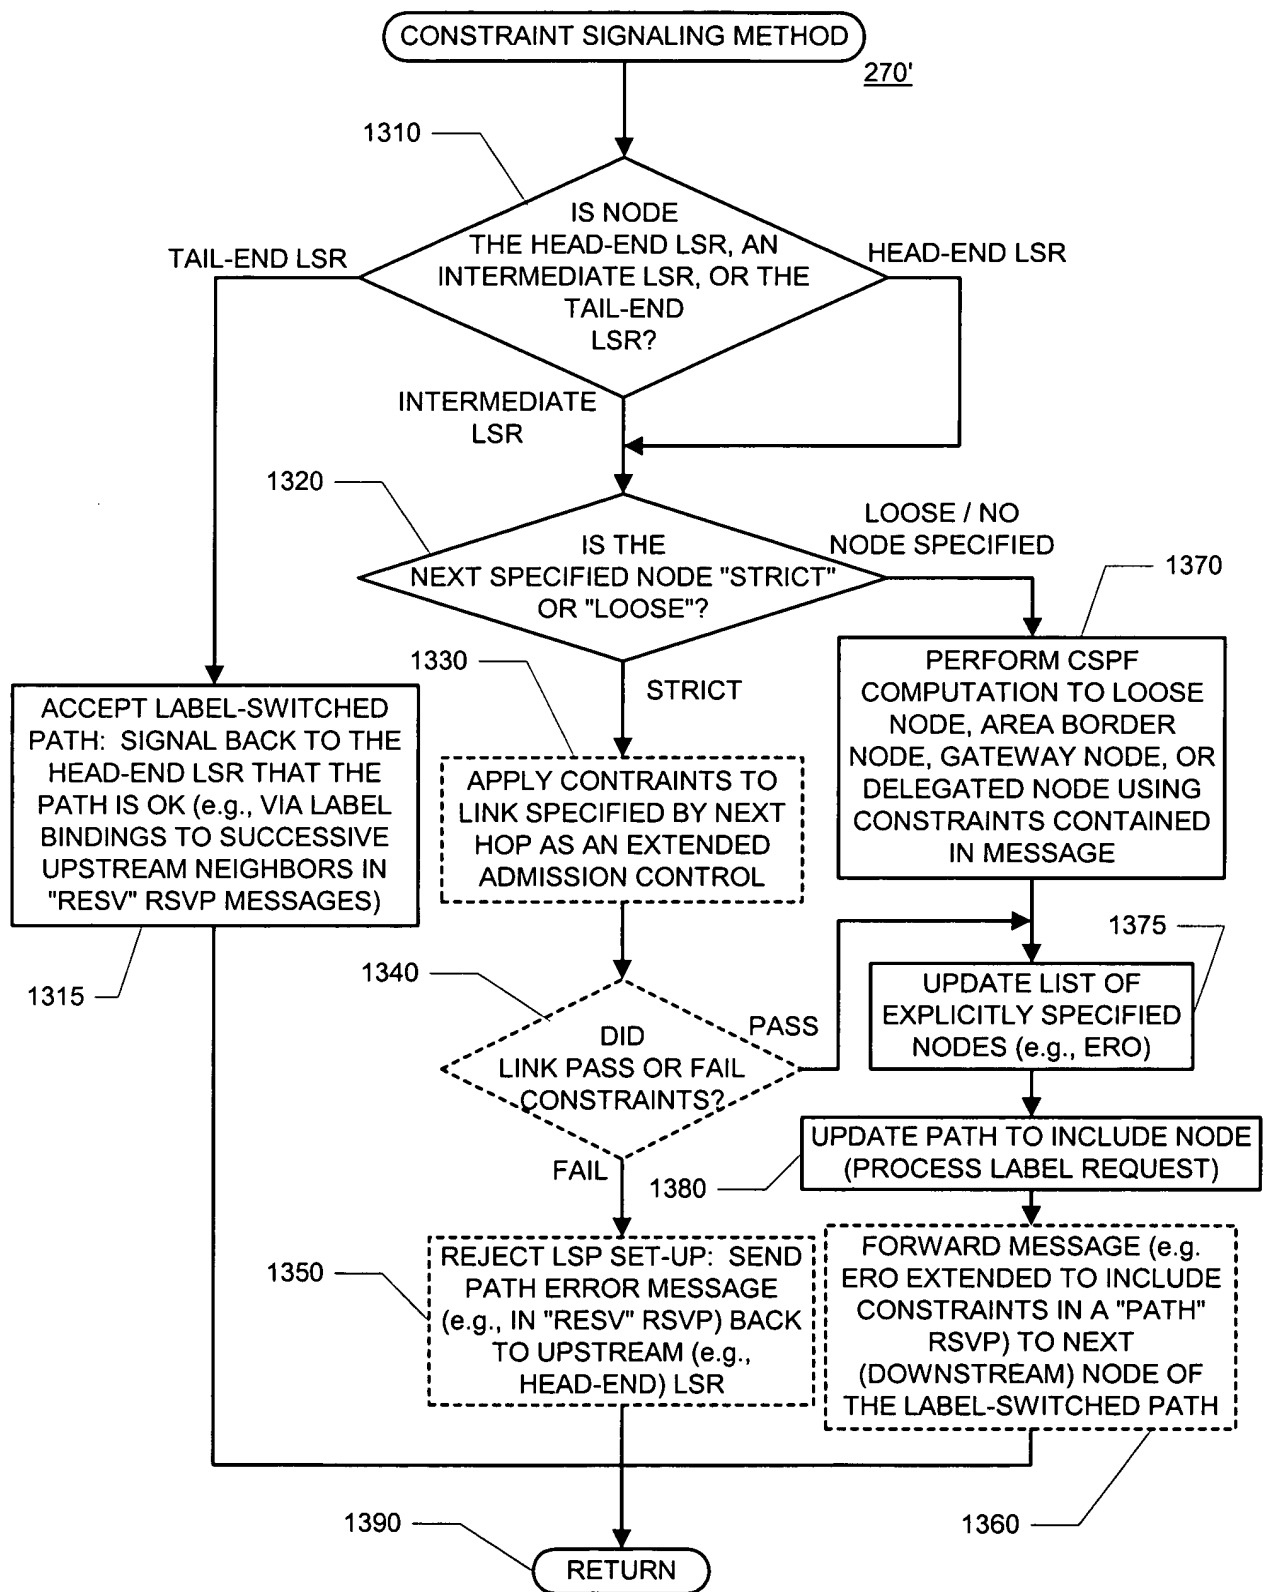 CONSTRAINT SIGNALING METHOD
270'
1310
IS NODE
THE HEAD-END LSR, AN
INTERMEDIATE LSR, OR THE
TAIL-END
LSR?
TAIL-END LSR
HEAD-END LSR
INTERMEDIATE
LSR
1320
IS THE
NEXT SPECIFIED NODE "STRICT"
OR "LOOSE"?
LOOSE / NO
NODE SPECIFIED
1370
STRICT
1330
PERFORM CSPF
COMPUTATION TO LOOSE
NODE, AREA BORDER
NODE, GATEWAY NODE, OR
DELEGATED NODE USING
CONSTRAINTS CONTAINED
IN MESSAGE
ACCEPT LABEL-SWITCHED
PATH: SIGNAL BACK TO THE
HEAD-END LSR THAT THE
PATH IS OK (e.g., VIA LABEL
BINDINGS TO SUCCESSIVE
UPSTREAM NEIGHBORS IN
"RESV" RSVP MESSAGES)
1315
APPLY CONTRAINTS TO
LINK SPECIFIED BY NEXT
HOP AS AN EXTENDED
ADMISSION CONTROL
1340
DID
LINK PASS OR FAIL
CONSTRAINTS?
PASS
FAIL
1375
UPDATE LIST OF
EXPLICITLY SPECIFIED
NODES (e.g., ERO)
UPDATE PATH TO INCLUDE NODE
(PROCESS LABEL REQUEST)
1380
1350
REJECT LSP SET-UP: SEND
PATH ERROR MESSAGE
(e.g., IN "RESV" RSVP) BACK
TO UPSTREAM (e.g.,
HEAD-END) LSR
FORWARD MESSAGE (e.g.
ERO EXTENDED TO INCLUDE
CONSTRAINTS IN A "PATH"
RSVP) TO NEXT
(DOWNSTREAM) NODE OF
THE LABEL-SWITCHED PATH
1360
1390
RETURN